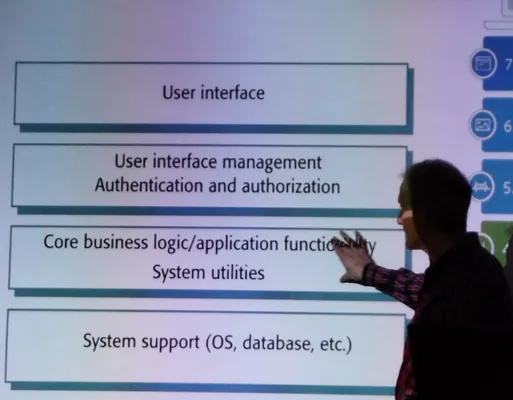 User interface
User interface management
Authentication and authorization
Core business logic/application functionality
System utilities
System support (OS, database, etc.)
7
6
5